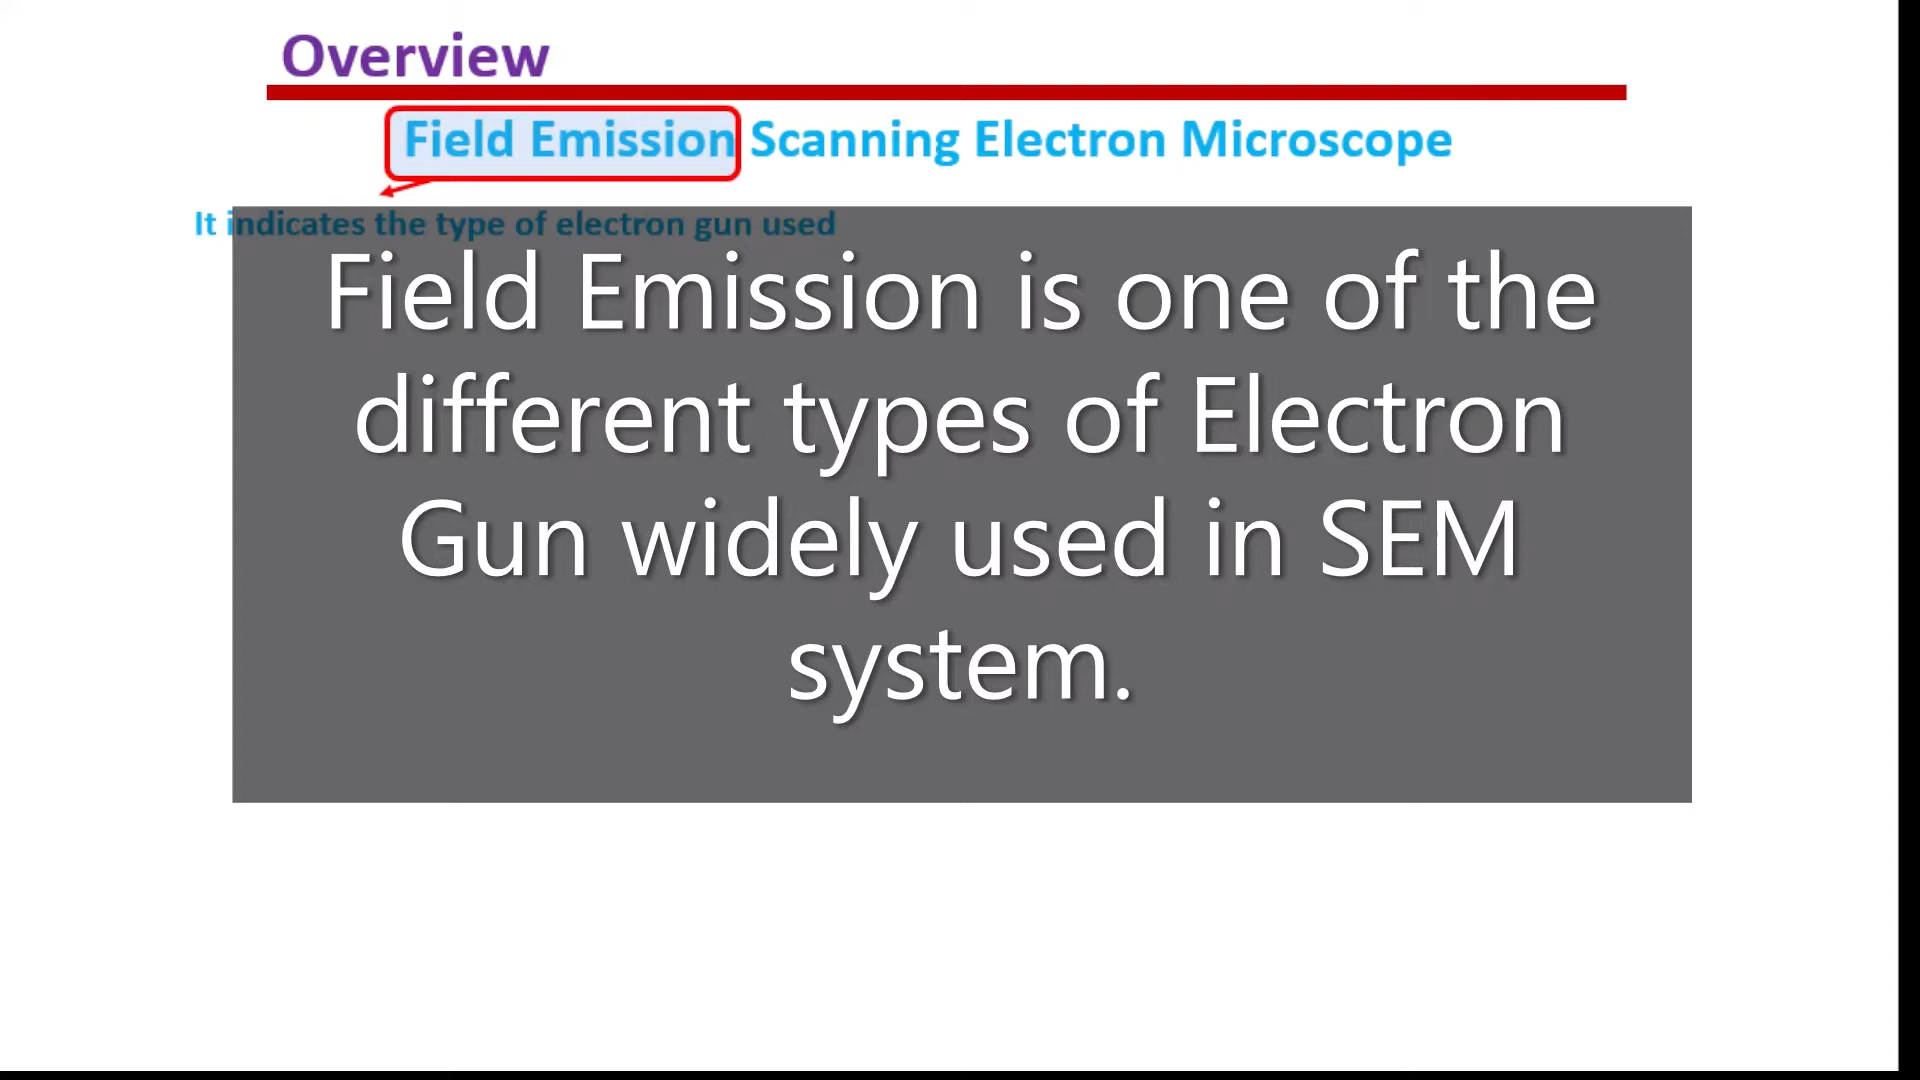 Overview
Field Emission Scanning Electron Microscope
It indicates the type of electron gun used
Field Emission is one of the
different types of Electron
Gun widely used in SEM
system.